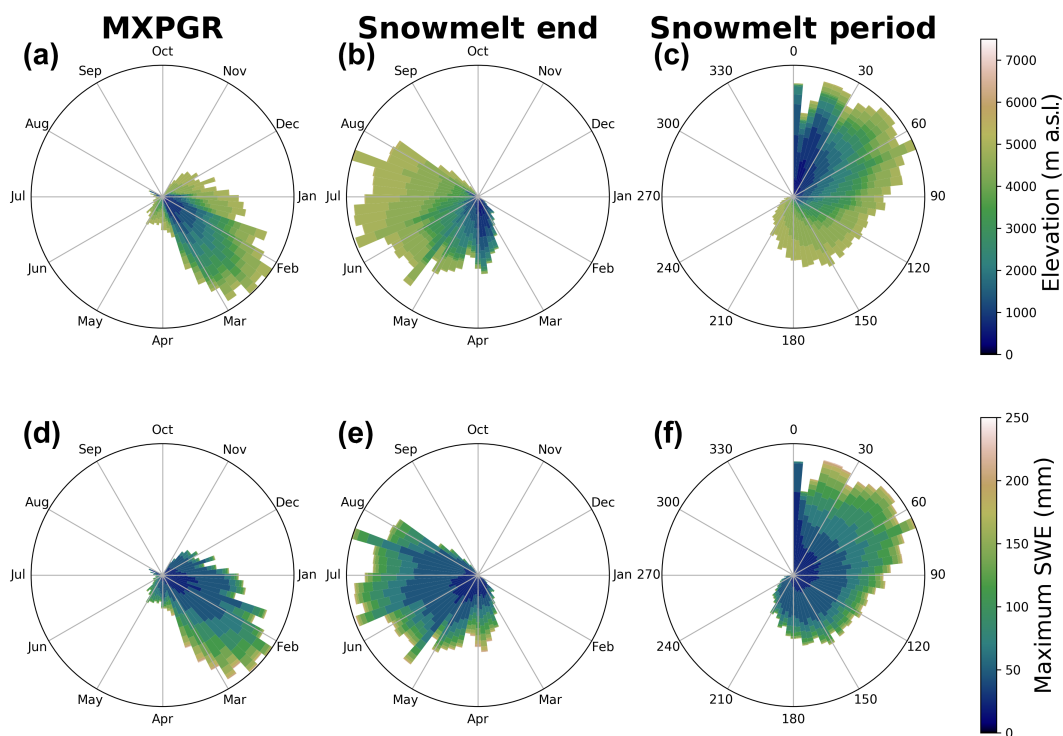 MXPGR
Snowmelt end
Snowmelt period
(a)
Oct
Nov
Dec
Jan
Feb
Mar
Apr
May
Jun
Jul
Aug
Sep
(b)
Oct
Sep
Jan
Feb
Mar
Apr
May
Jun
Jul
Aug
Nov
Dec
(c)
0
30
60
90
120
150
180
210
240
270
300
330
7000
6000
5000
4000
3000
2000
1000
0
Elevation (m a.s.l.)
(d)
Oct
Nov
Dec
Jan
Feb
Mar
Apr
May
Jun
Jul
Aug
Sep
(e)
Oct
Nov
Dec
Jan
Feb
Mar
Apr
May
Jun
Jul
Aug
Sep
(f)
0
30
60
90
120
150
180
210
240
270
300
330
250
200
150
100
50
0
Maximum SWE (mm)